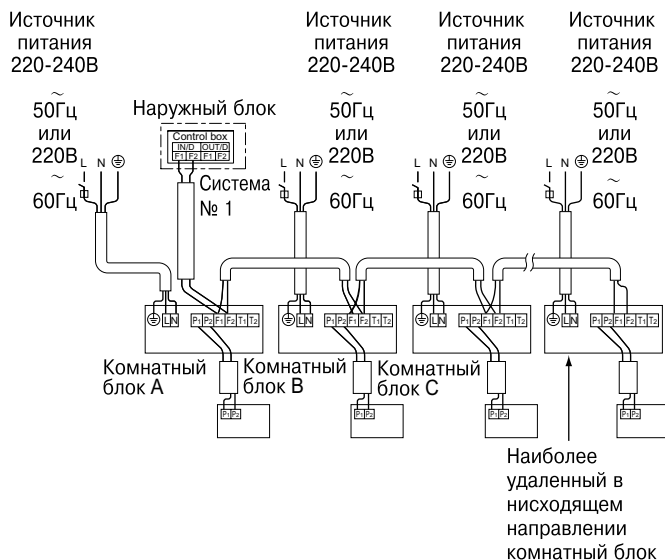 Источник
питания
220-240В
~
50Гц
или
220В
~
60Гц
L N
Наружный блок
Control box
IN/D OUT/D
F1 F2 F1 F2
Система
№ 1
Источник
питания
220-240В
~
50Гц
или
220В
~
60Гц
L N
Источник
питания
220-240В
~
50Гц
или
220В
~
60Гц
L N
Источник
питания
220-240В
~
50Гц
или
220В
~
60Гц
L N
L N
P1 P2 F1 F2 T1 T2
L N
P1 P2 F1 F2 T1 T2
L N
P1 P2 F1 F2 T1 T2
L N
P1 P2 F1 F2 T1 T2
Комнатный
блок A
Комнатный
блок B
Комнатный
блок C
P1 P2
P1 P2
P1 P2
P1 P2
Наиболее
удаленный в
нисходящем
направлении
комнатный блок